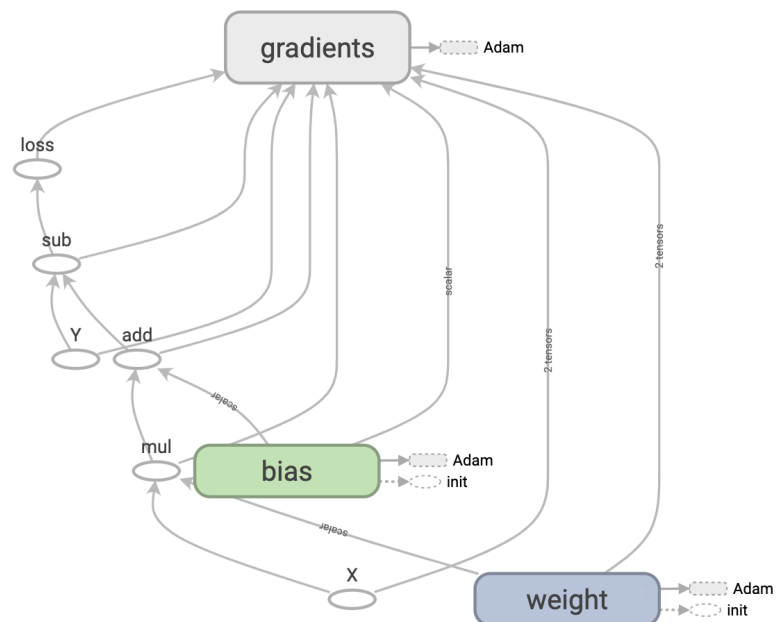 gradients
Adam
loss
sub
2 tensors
scalar
Y
add
2 tensors
scalar
mul
bias
Adam
init
scalar
X
weight
Adam
init